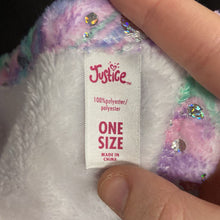 Justice
100%polyester/
polyester
ONE
SIZE
MADE IN
CHINA